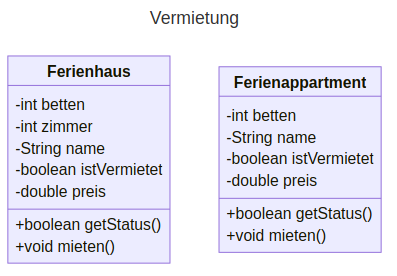 Vermietung
Ferienhaus
-int betten
-int zimmer
-String name
-boolean istVermietet
-double preis
+boolean getStatus()
+void mieten()
Ferienappartment
-int betten
-String name
-boolean istVermietet
-double preis
+boolean getStatus()
+void mieten()